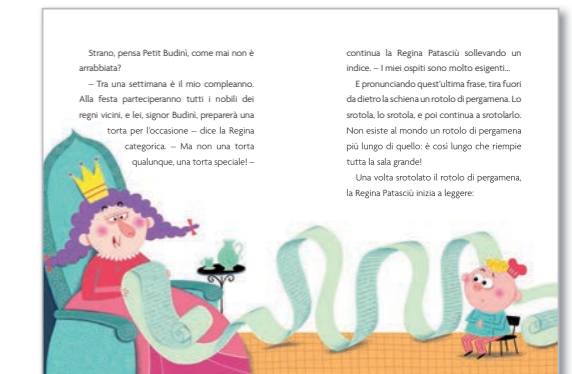 Strano, pensa Petit Budinì, come mai non è
arrabbiata?
– Tra una settimana è il mio compleanno.
Alla festa parteciperanno tutti i nobili dei
regni vicini, e lei, signor Budinì, preparerà una
torta per l'occasione – dice la Regina
categorica. – Ma non una torta
qualunque, una torta speciale! –
continua la Regina Patasciù sollevando un
indice. – I miei ospiti sono molto esigenti...
E pronunciando quest'ultima frase, tira fuori
da dietro la schiena un rotolo di pergamena. Lo
srotola, lo srotola, e poi continua a srotolarlo.
Non esiste al mondo un rotolo di pergamena
più lungo di quello: è così lungo che riempie
tutta la sala grande!
Una volta srotolato il rotolo di pergamena,
la Regina Patasciù inizia a leggere: